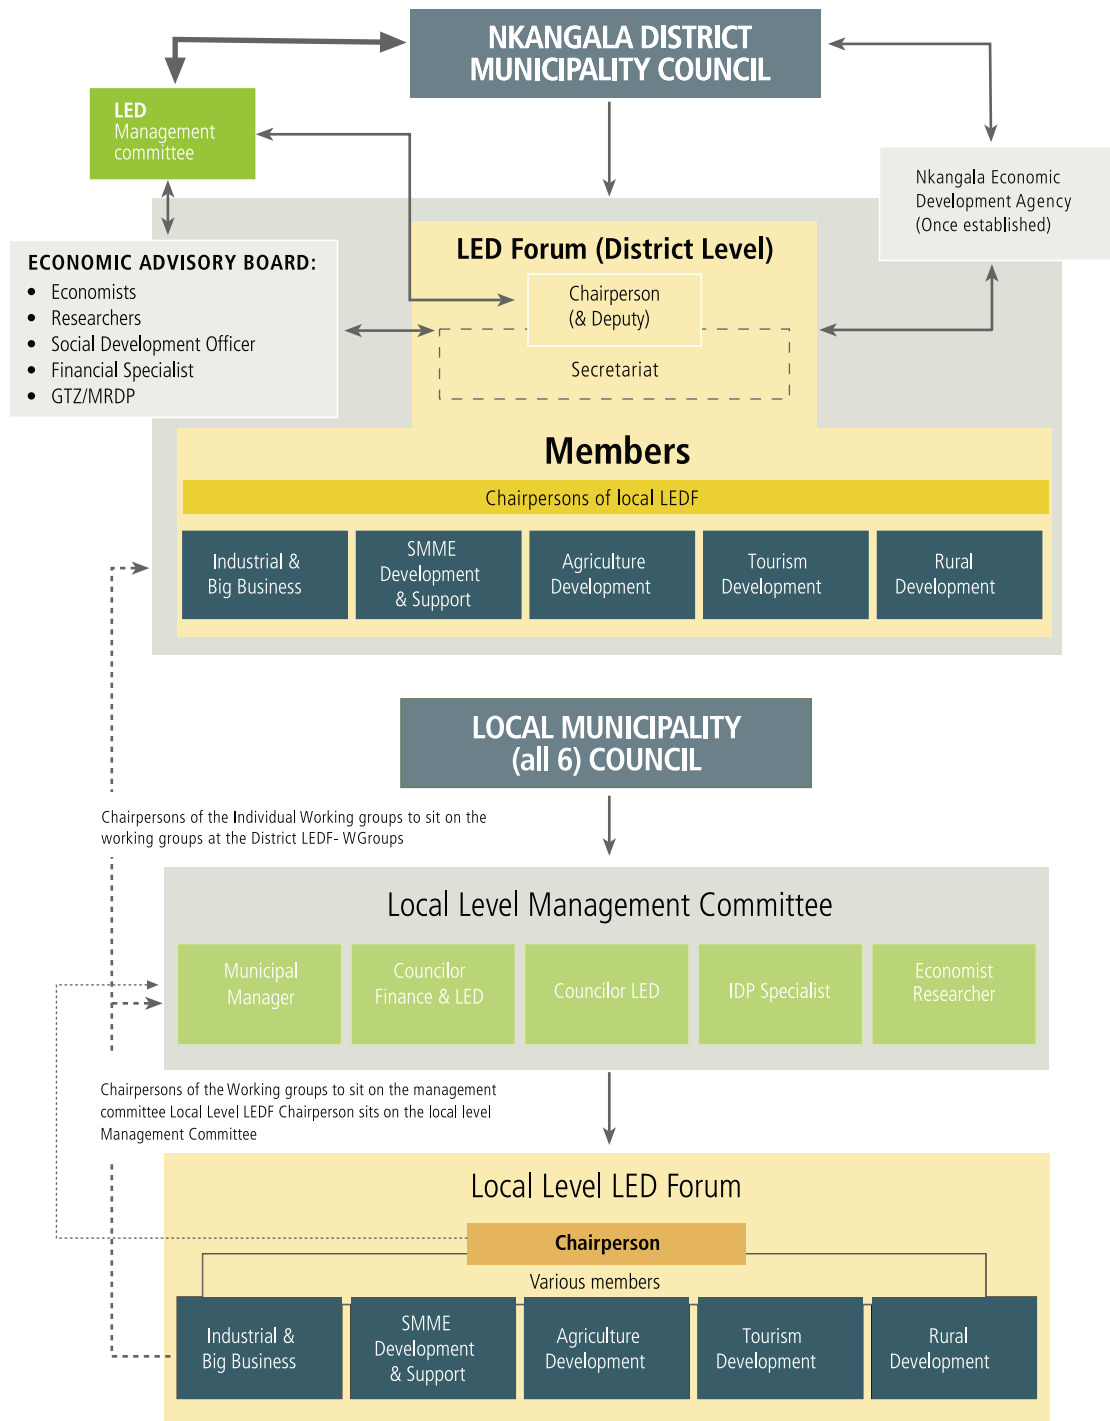 NKANGALA DISTRICT
MUNICIPALITY COUNCIL
LED
Management
committee
Nkangala Economic
Development Agency
(Once established)
ECONOMIC ADVISORY BOARD:
• Economists
• Researchers
• Social Development Officer
• Financial Specialist
• GTZ/MRDP
LED Forum (District Level)
Chairperson
(& Deputy)
Secretariat
Members
Chairpersons of local LEDF
Industrial &
Big Business
SMME
Development
& Support
Agriculture
Development
Tourism
Development
Rural
Development
LOCAL MUNICIPALITY
(all 6) COUNCIL
Chairpersons of the Individual Working groups to sit on the
working groups at the District LEDF- WGroups
Local Level Management Committee
Municipal
Manager
Councilor
Finance & LED
Councilor LED
IDP Specialist
Economist
Researcher
Chairpersons of the Working groups to sit on the management
committee Local Level LEDF Chairperson sits on the local level
Management Committee
Local Level LED Forum
Chairperson
Various members
Industrial &
Big Business
SMME
Development
& Support
Agriculture
Development
Tourism
Development
Rural
Development